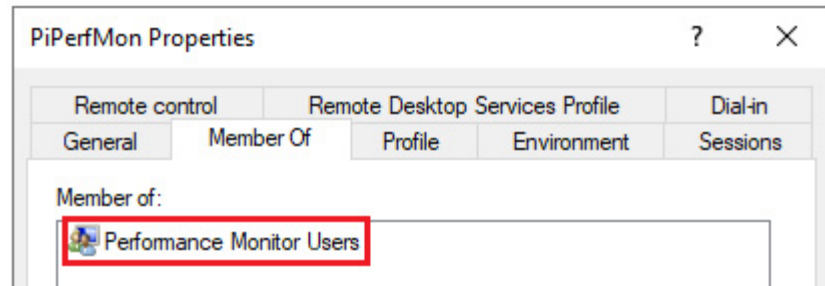 PiPerfMon Properties ? X
Remote control Remote Desktop Services Profile Dial-in
General Member Of Profile Environment Sessions
Member of:
Performance Monitor Users